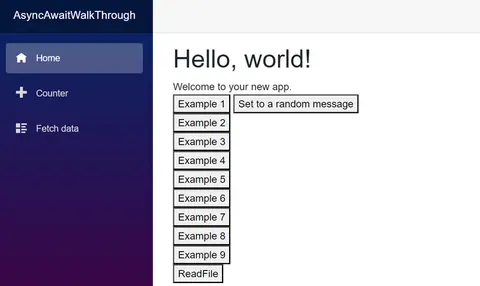 AsyncAwaitWalkThrough
Home
Counter
Fetch data
Hello, world!
Welcome to your new app.
Example 1 Set to a random message
Example 2
Example 3
Example 4
Example 5
Example 6
Example 7
Example 8
Example 9
ReadFile